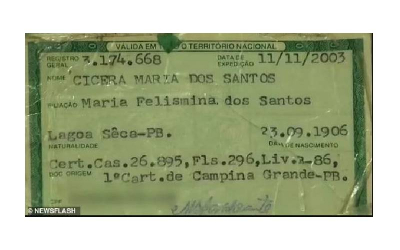 VÁLIDA EM TODO O TERRITÓRIO NACIONAL
REGISTRO GERAL 3.174.668 DATA DE EXPEDIÇÃO 11/11/2003
NOME CICERA MARIA DOS SANTOS
FILIAÇÃO Maria Felismina dos Santos
Lagoa Sêca-PB. 23.09.1906
NATURALIDADE DATA DE NASCIMENTO
Cert.Cas.26.895,Fls.296,Liv.B-86,
DOC ORIGEM 1ºCart.de Campina Grande-PB.
© NEWSFLASH